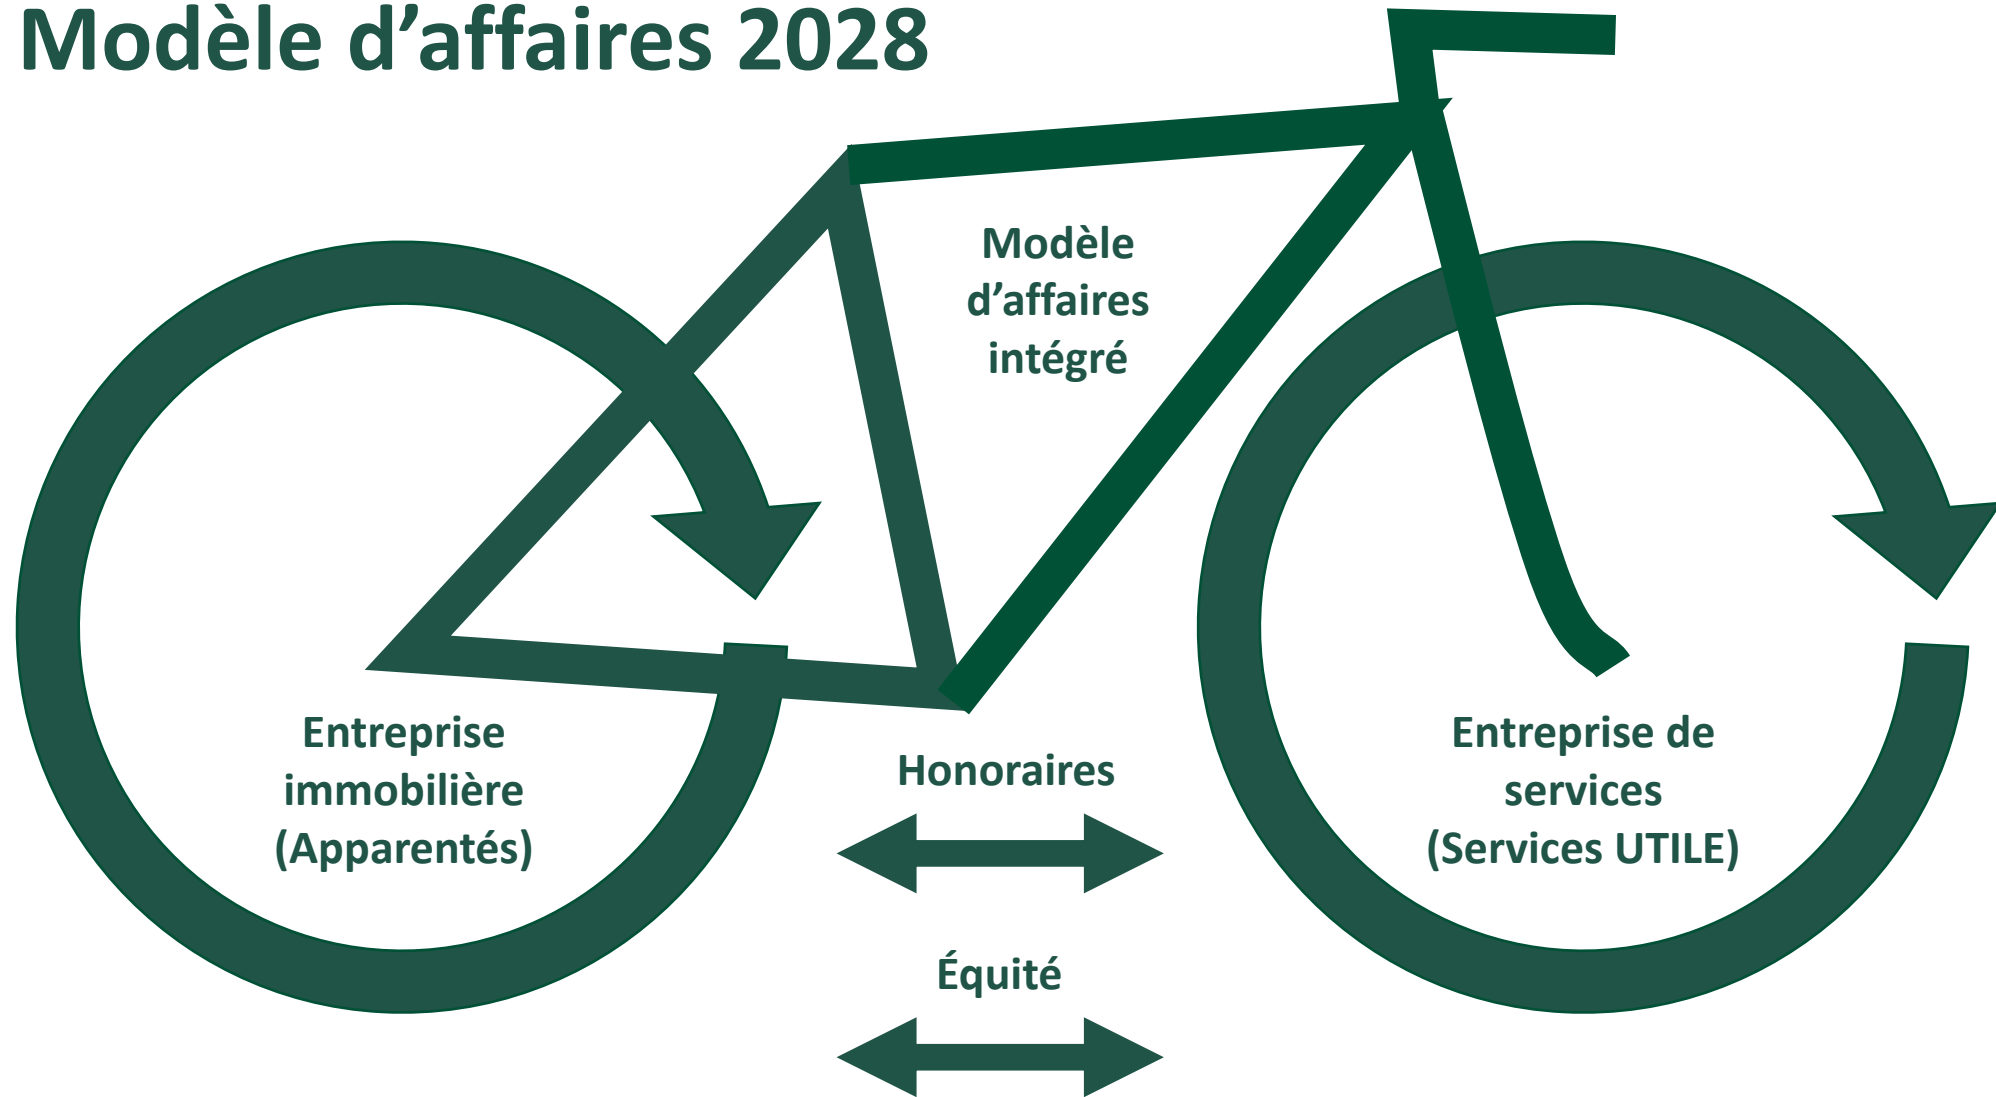 Modèle d’affaires 2028
Modèle
d’affaires
intégré
Entreprise
immobilière
(Apparentés)
Honoraires
Équité
Entreprise de
services
(Services UTILE)